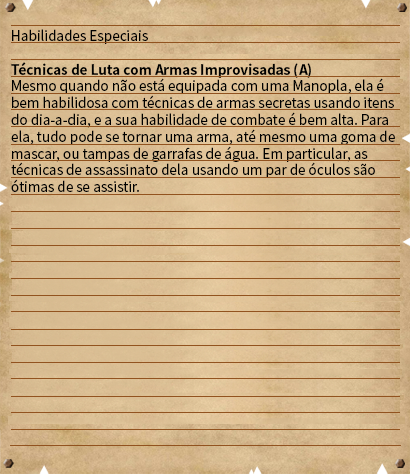 Habilidades Especiais
Técnicas de Luta com Armas Improvisadas (A)
Mesmo quando não está equipada com uma Manopla, ela é
bem habilidosa com técnicas de armas secretas usando itens
do dia-a-dia, e a sua habilidade de combate é bem alta. Para
ela, tudo pode se tornar uma arma, até mesmo uma goma de
mascar, ou tampas de garrafas de água. Em particular, as
técnicas de assassinato dela usando um par de óculos são
ótimas de se assistir.